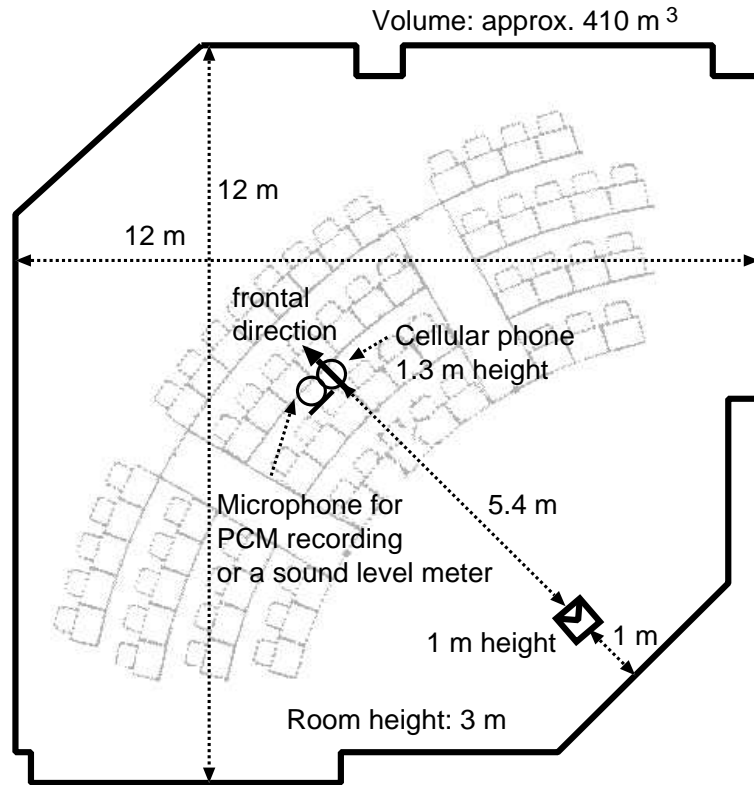 Volume: approx. 410 m 3
12 m
12 m
frontal
direction
Cellular phone
1.3 m height
Microphone for
PCM recording
or a sound level meter
5.4 m
1 m height
1 m
Room height: 3 m